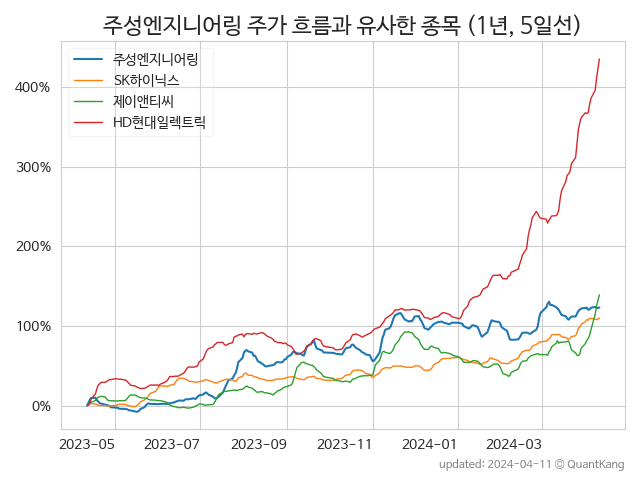 주성엔지니어링 주가 흐름과 유사한 종목 (1년, 5일선)
주성엔지니어링
SK하이닉스
제이앤티씨
HD현대일렉트릭
400%
300%
200%
100%
0%
2023-05 2023-07 2023-09 2023-11 2024-01 2024-03
updated: 2024-04-11 © QuantKang